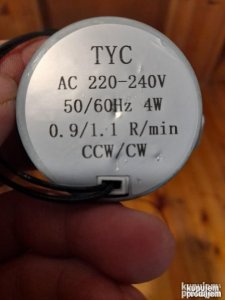 TYC
AC 220-240V
50/60Hz 4W
0.9/1.1 R/min
CCW/CW
kupujem
prodajem